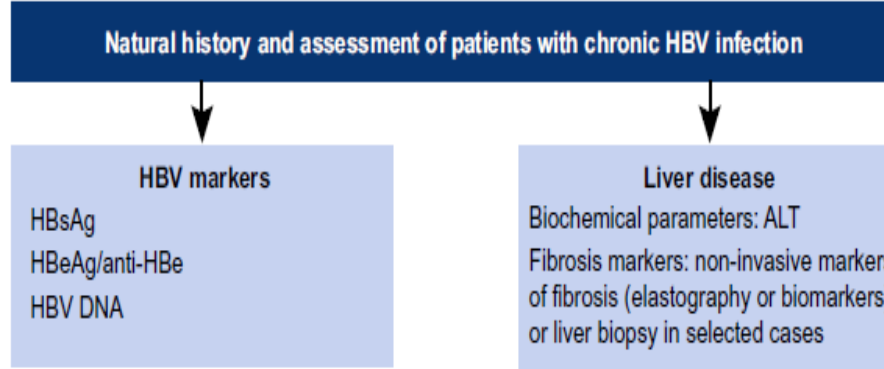 Natural history and assessment of patients with chronic HBV infection
HBV markers
HBsAg
HBeAg/anti-HBe
HBV DNA
Liver disease
Biochemical parameters: ALT
Fibrosis markers: non-invasive markers
of fibrosis (elastography or biomarkers
or liver biopsy in selected cases